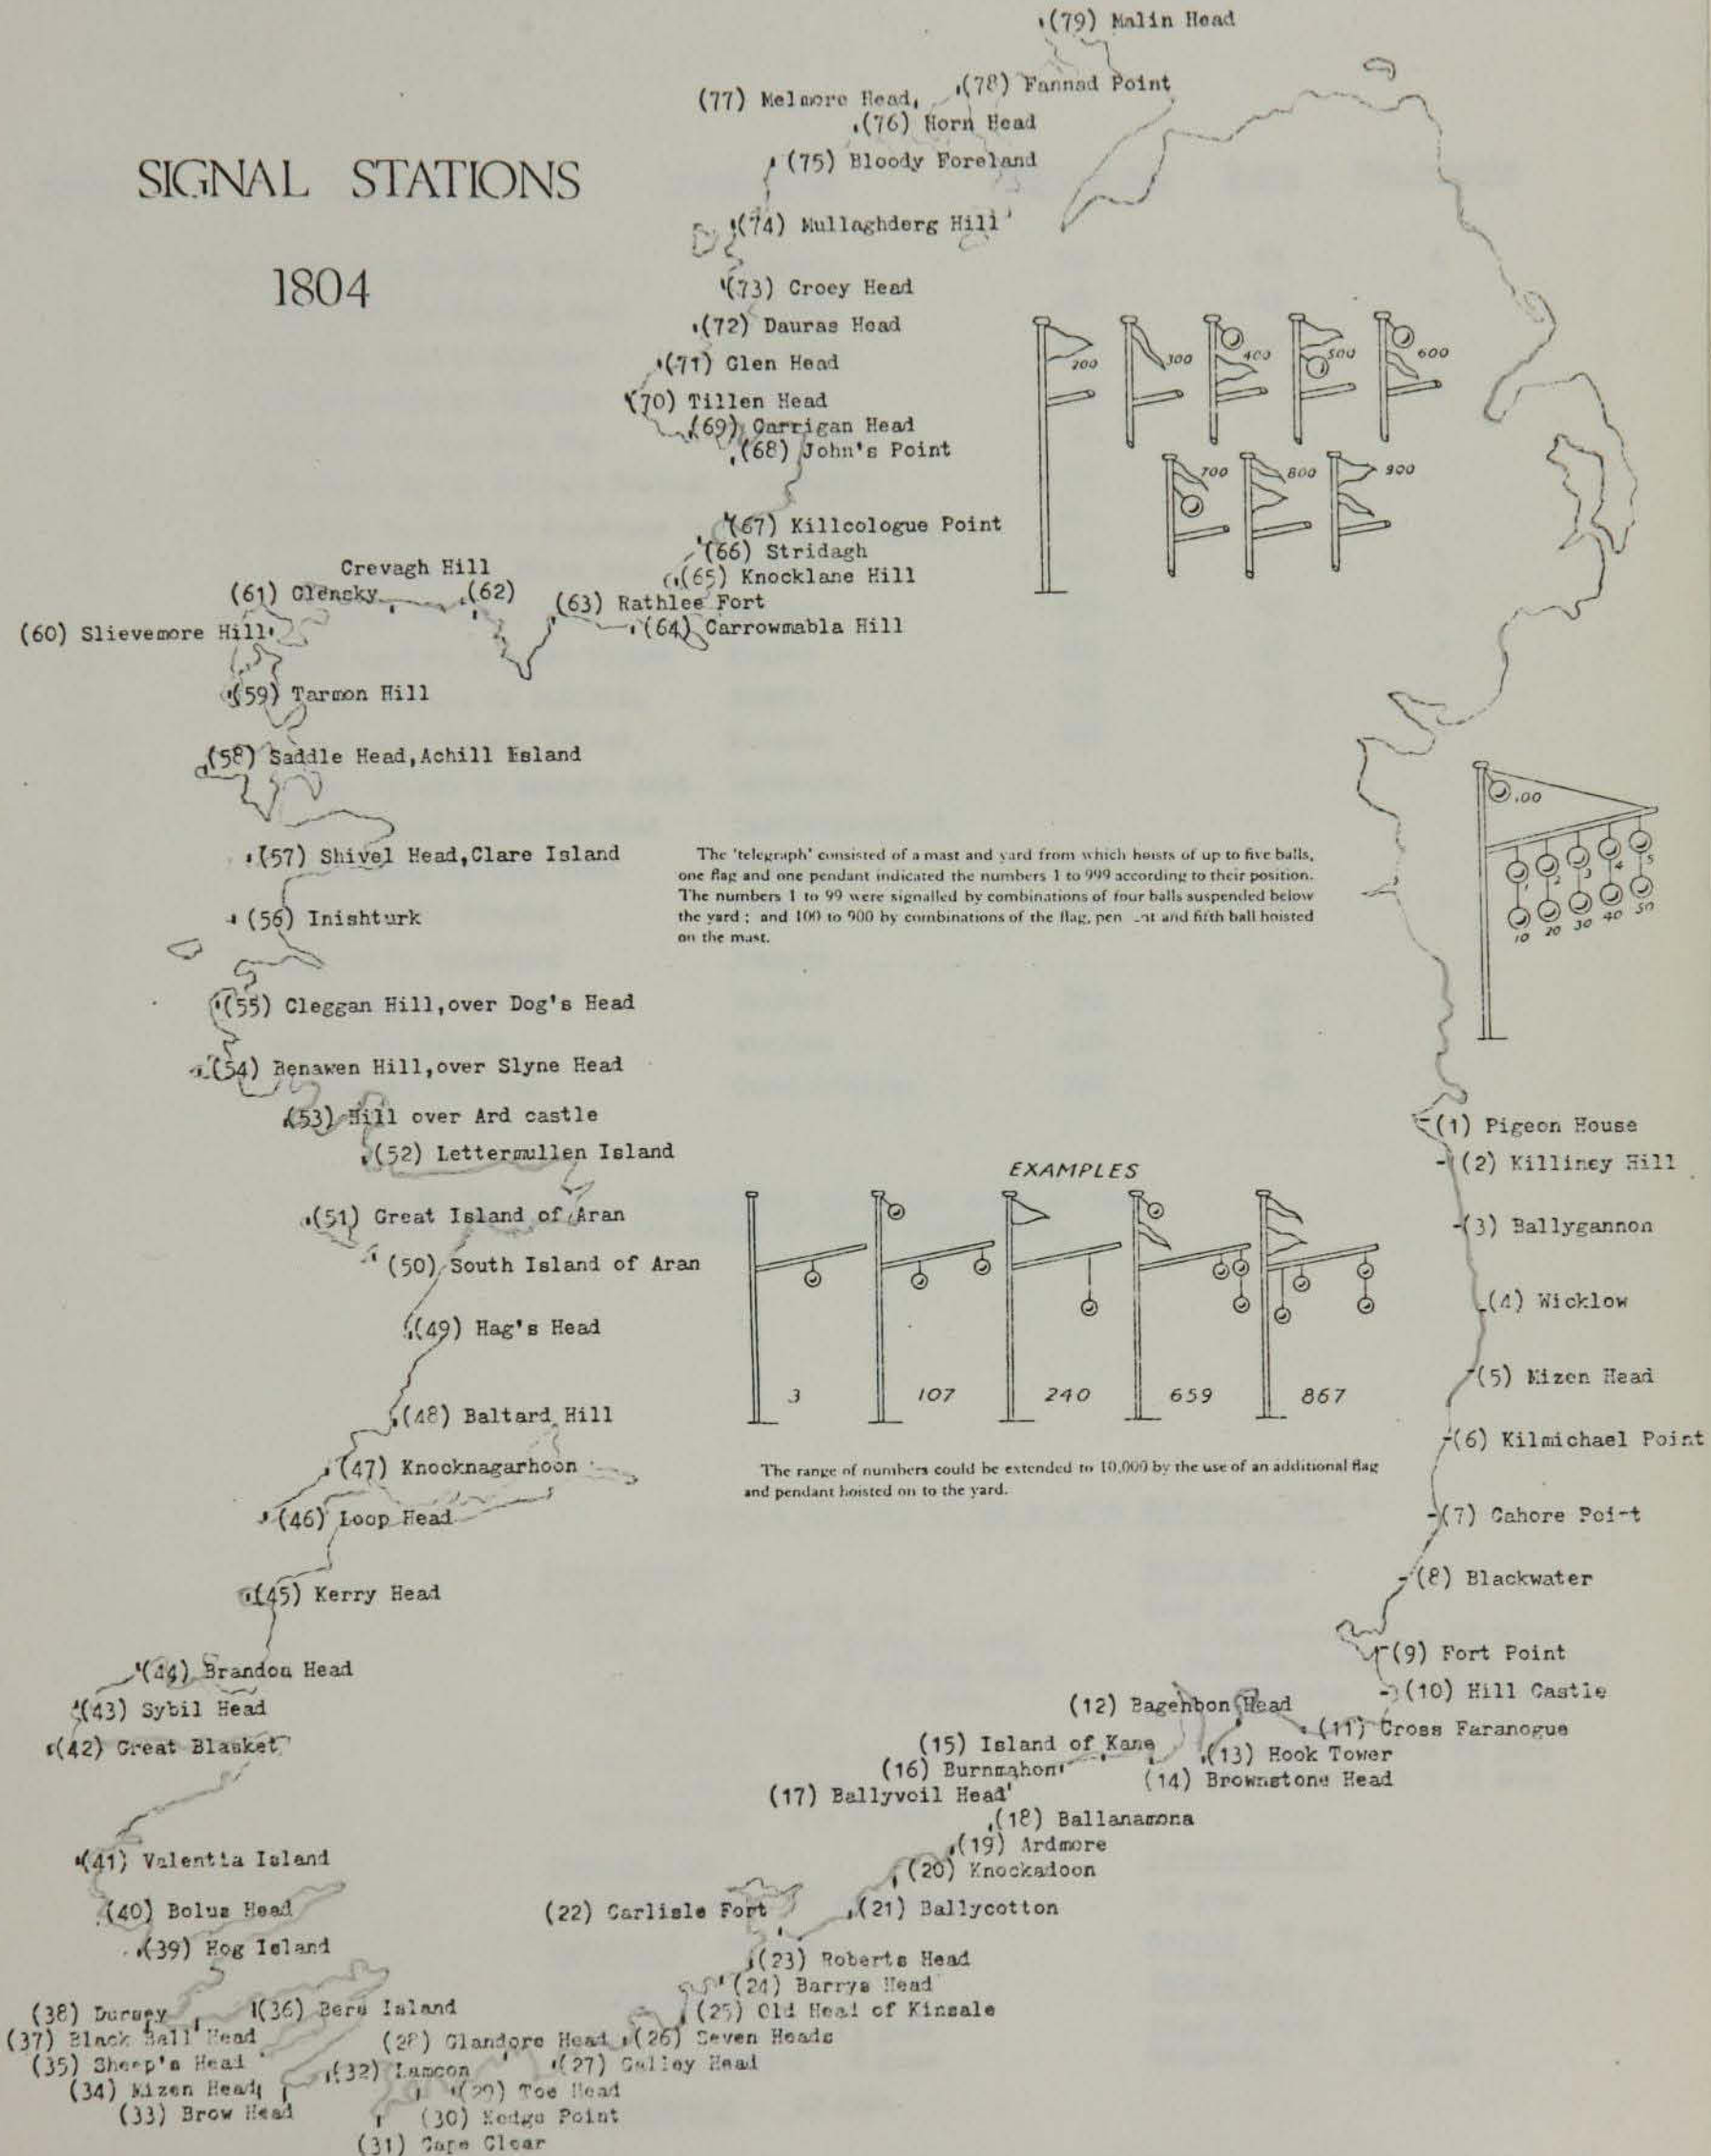 (79) Malin Head
(78) Fannad Point
(77) Melmore Head,
(76) Horn Head
(75) Bloody Foreland
SIGNAL STATIONS
1804
(74) Mullaghderg Hill
(73) Crocy Head
(72) Dauras Head
(71) Glen Head
(70) Tillen Head
(69) Carrigan Head
(68) John's Point
200
300
400
500
600
700
800
900
(67) Killcologue Point
(66) Stridagh
(65) Knocklane Hill
Crevagh Hill
(61) Glencky
(62)
(63) Rathlee Fort
(64) Carrowmabla Hill
(60) Slievemore Hill
(59) Tarmon Hill
(58) Saddle Head, Achill Island
(57) Shivel Head, Clare Island
(56) Inishturk
(55) Cleggan Hill, over Dog's Head
(54) Benawen Hill, over Slyne Head
(53) Hill over Ard castle
(52) Lettermullen Island
(51) Great Island of Aran
(50) South Island of Aran
(49) Hag's Head
(48) Baltard Hill
(47) Knocknagarhoon
(46) Loop Head
(45) Kerry Head
(44) Brandon Head
(43) Sybil Head
(42) Great Blasket
(41) Valentia Island
(40) Bolus Head
(39) Hog Island
The 'telegraph' consisted of a mast and yard from which hoists of up to five balls,
one flag and one pendant indicated the numbers 1 to 999 according to their position.
The numbers 1 to 99 were signalled by combinations of four balls suspended below
the yard ; and 100 to 900 by combinations of the flag, pen nt and fifth ball hoisted
on the mast.
.00
1 2 3 4 5
10 20 30 40 50
EXAMPLES
3
107
240
659
867
The range of numbers could be extended to 10,000 by the use of an additional flag
and pendant hoisted on to the yard.
(1) Pigeon House
(2) Killiney Hill
(3) Ballygannon
(4) Wicklow
(5) Mizen Head
(6) Kilmichael Point
(7) Cahore Poi-t
(8) Blackwater
(9) Fort Point
(10) Hill Castle
(11) Cross Faranogue
(12) Bagenbon Head
(13) Hook Tower
(14) Brownstone Head
(15) Island of Kane
(16) Burnmahon
(17) Ballyvoil Head
(18) Ballanamona
(19) Ardmore
(20) Knockadoon
(21) Ballycotton
(22) Carlisle Fort
(23) Roberts Head
(24) Barrys Head
(25) Old Head of Kinsale
(26) Seven Heads
(27) Galley Head
(28) Glandore Head
(29) Toe Head
(30) Kedge Point
(31) Cape Clear
(32) Lamcon
(33) Brow Head
(34) Mizen Head
(35) Sheep's Head
(36) Bere Island
(37) Black Ball Head
(38) Dursey